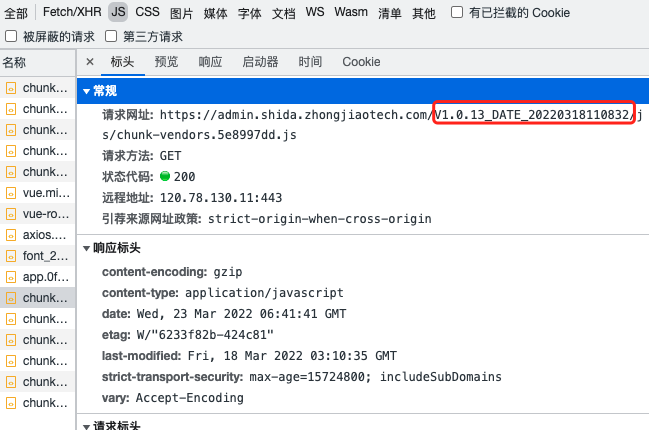 全部 Fetch/XHR JS CSS 图片 媒体 字体 文档 WS Wasm 清单 其他 有已拦截的 Cookie
被屏蔽的请求 第三方请求
名称 × 标头 预览 响应 启动器 时间 Cookie
chunk...
chunk...
chunk...
chunk...
chunk...
vue.mi...
vue-ro...
axios....
font_2...
app.0f...
chunk...
chunk...
chunk...
chunk...
chunk...
chunk...
常规
请求网址: https://admin.shida.zhongjiaotech.com/V1.0.13_DATE_20220318110832/j
s/chunk-vendors.5e8997dd.js
请求方法: GET
状态代码: 200
远程地址: 120.78.130.11:443
引荐来源网址政策: strict-origin-when-cross-origin
响应标头
content-encoding: gzip
content-type: application/javascript
date: Wed, 23 Mar 2022 06:41:41 GMT
etag: W/"6233f82b-424c81"
last-modified: Fri, 18 Mar 2022 03:10:35 GMT
strict-transport-security: max-age=15724800; includeSubDomains
vary: Accept-Encoding
请求标头